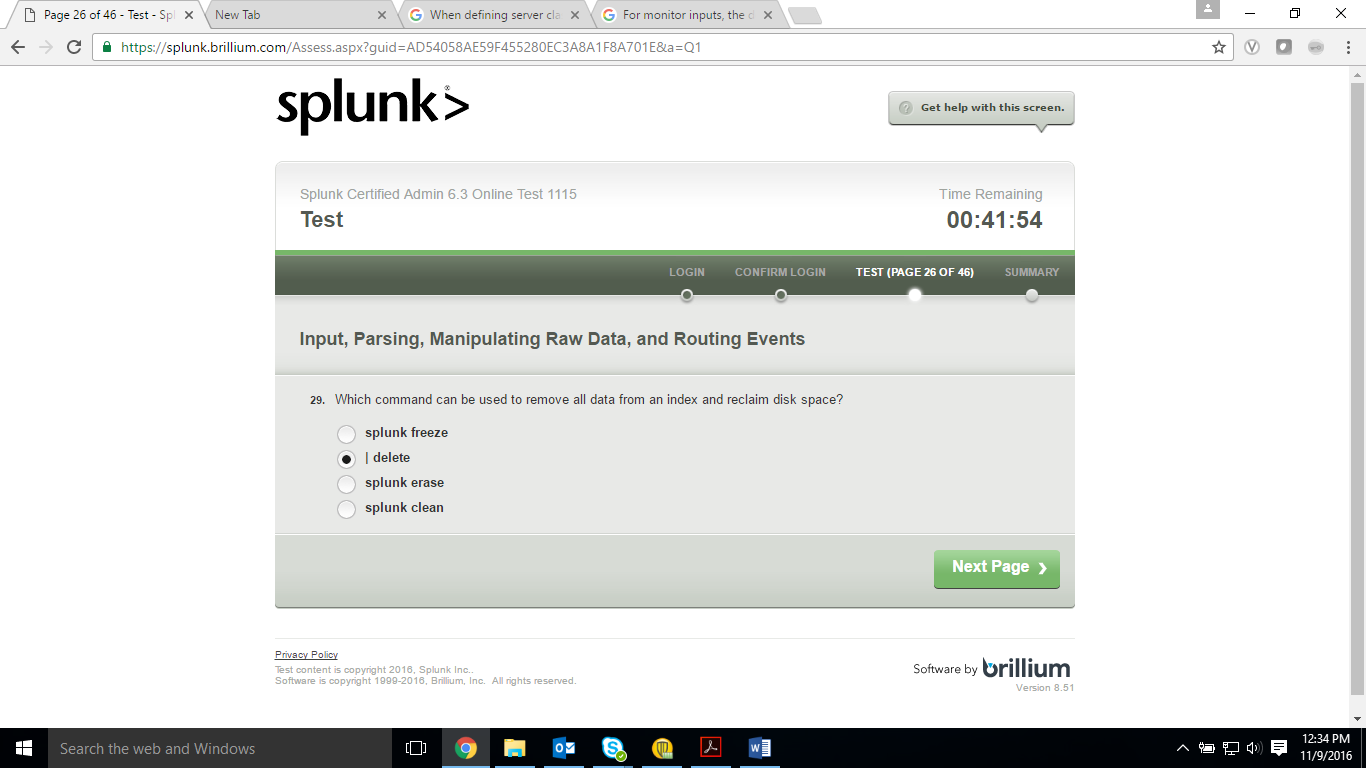 Page 26 of 46 - Test - Spl
New Tab
When defining server cla
For monitor inputs, the d
https://splunk.brillium.com/Assess.aspx?guid=AD54058AE59F455280EC3A8A1F8A701E&a=Q1
splunk>
Get help with this screen.
Splunk Certified Admin 6.3 Online Test 1115
Time Remaining
Test
00:41:54
LOGIN
CONFIRM LOGIN
TEST (PAGE 26 OF 46)
SUMMARY
Input, Parsing, Manipulating Raw Data, and Routing Events
29. Which command can be used to remove all data from an index and reclaim disk space?
splunk freeze
| delete
splunk erase
splunk clean
Next Page
Privacy Policy
Test content is copyright 2016, Splunk Inc..
Software is copyright 1999-2016, Brillium, Inc. All rights reserved.
Software by brillium
Version 8.51
Search the web and Windows
12:34 PM
11/9/2016